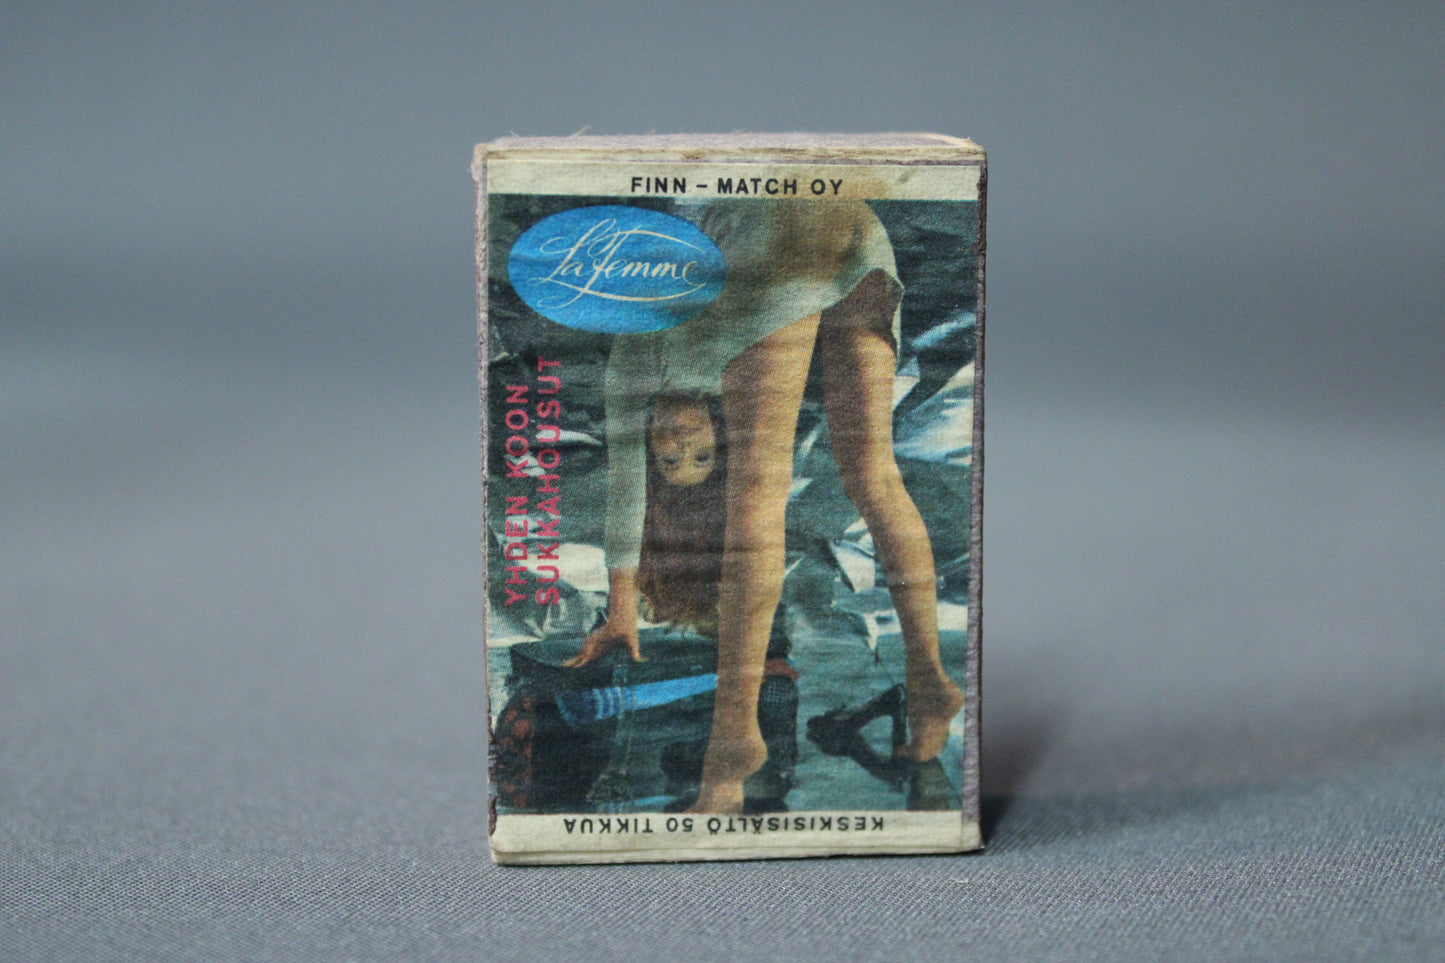 FINN – MATCH OY
La Femme
YHDEN KOON
SUKKAHOUSUT
KESKISISÄLTÖ 50 TIKKUA